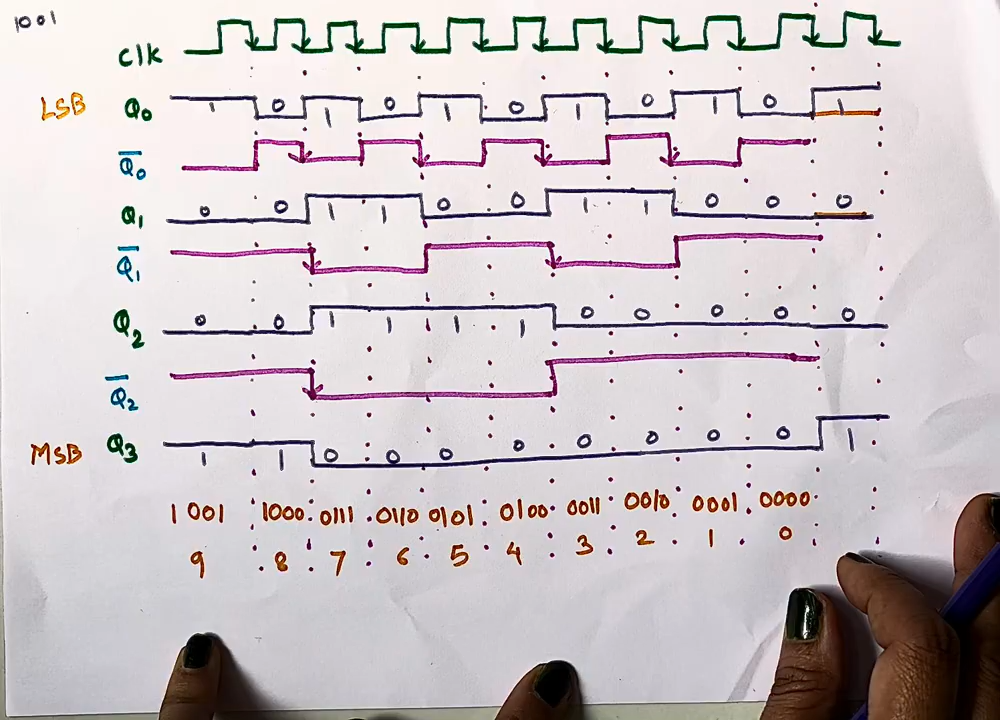 1001
clk
LSB Q0 1 0 1 0 1 0 1 0 1 0 1
Q̅0
Q1 0 0 1 1 0 0 1 1 0 0 0
Q̅1
Q2 0 0 1 1 1 1 0 0 0 0 0
Q̅2
MSB Q3 1 1 0 0 0 0 0 0 0 0 1
1001 1000 0111 0110 0101 0100 0011 0010 0001 0000
9 8 7 6 5 4 3 2 1 0